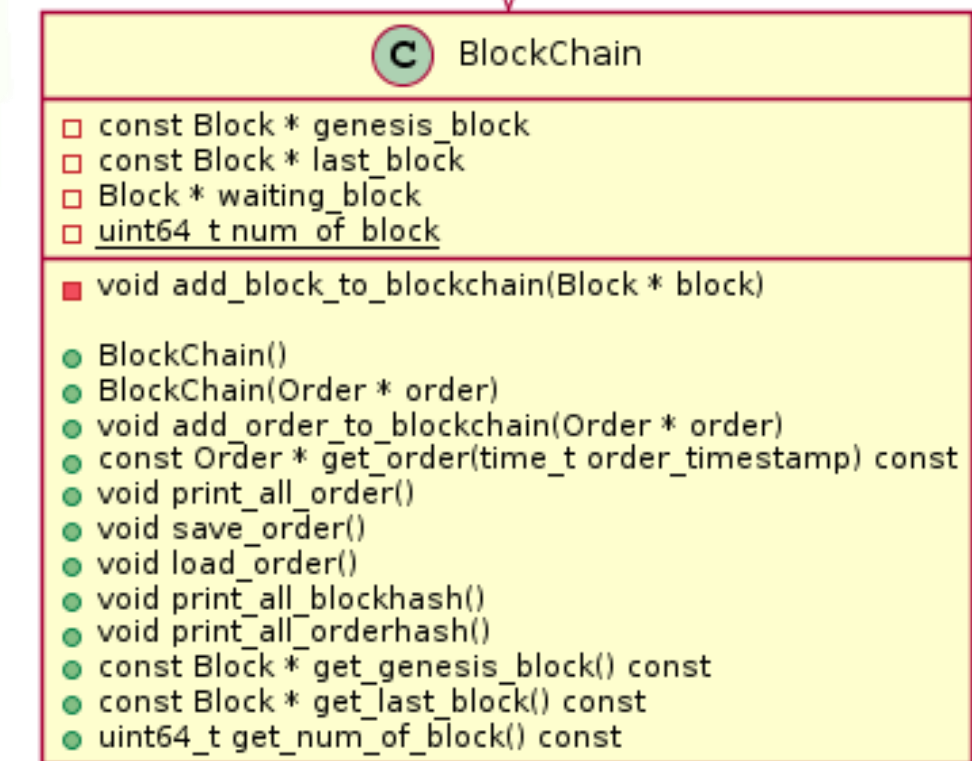 C BlockChain
const Block * genesis_block
const Block * last_block
Block * waiting_block
uint64_t num_of_block
void add_block_to_blockchain(Block * block)
BlockChain()
BlockChain(Order * order)
void add_order_to_blockchain(Order * order)
const Order * get_order(time_t order_timestamp) const
void print_all_order()
void save_order()
void load_order()
void print_all_blockhash()
void print_all_orderhash()
const Block * get_genesis_block() const
const Block * get_last_block() const
uint64_t get_num_of_block() const